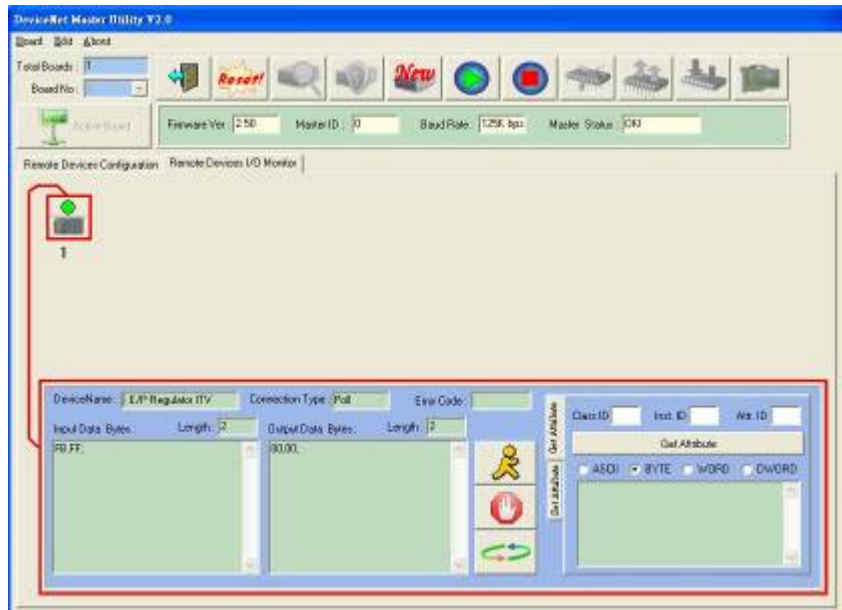 DeviceNet Master Utility V2.0
Board Edit About
Total Boards : 1
Board No :
Reset!
New
Active Board
Firmware Ver : 2.50 Master ID : 0 Baud Rate : 125K bps Master Status : OK!
Remote Devices Configuration Remote Devices I/O Monitor
1
DeviceName : E/P Regulator ITV Connection Type : Poll Error Code :
Input Data Bytes : Length : 2 Output Data Bytes : Length : 2
FB,FF, 00,00,
Class ID Inst. ID Attr. ID
Get Attribute
ASCII BYTE WORD DWORD
Get Attribute